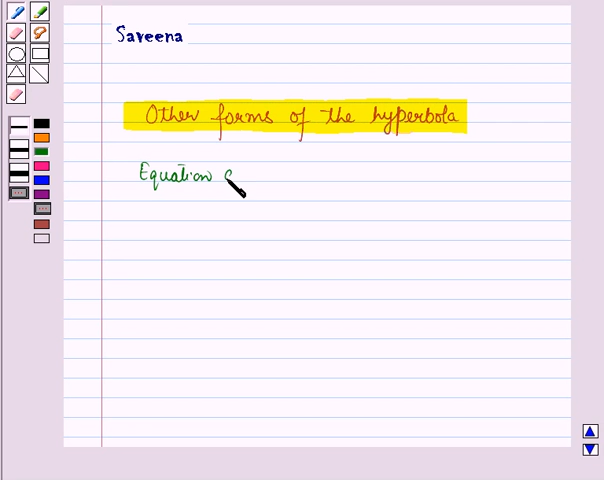 Saveena
Other forms of the hyperbola
Equation